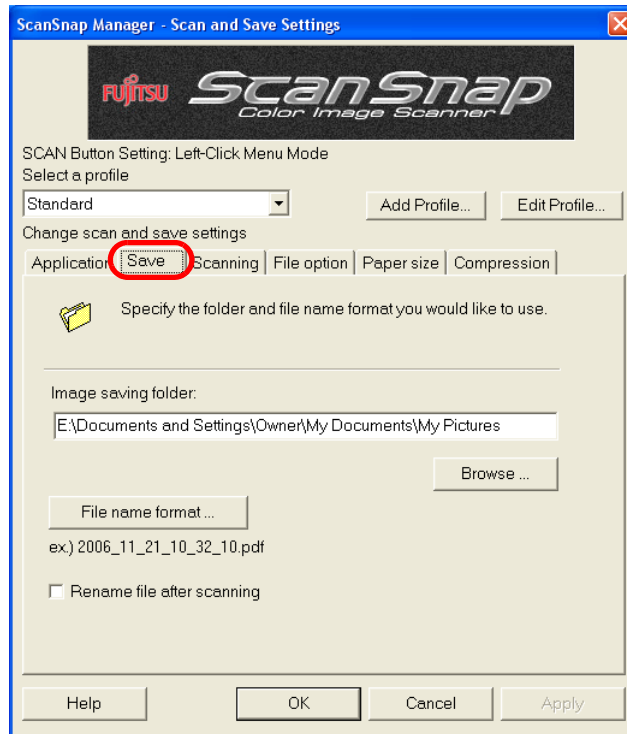 ScanSnap Manager - Scan and Save Settings
FUJITSU ScanSnap
Color Image Scanner
SCAN Button Setting: Left-Click Menu Mode
Select a profile
Standard Add Profile... Edit Profile...
Change scan and save settings
Application Save Scanning File option Paper size Compression
Specify the folder and file name format you would like to use.
Image saving folder:
E:\Documents and Settings\Owner\My Documents\My Pictures
Browse ...
File name format ...
ex.) 2006_11_21_10_32_10.pdf
Rename file after scanning
Help OK Cancel Apply